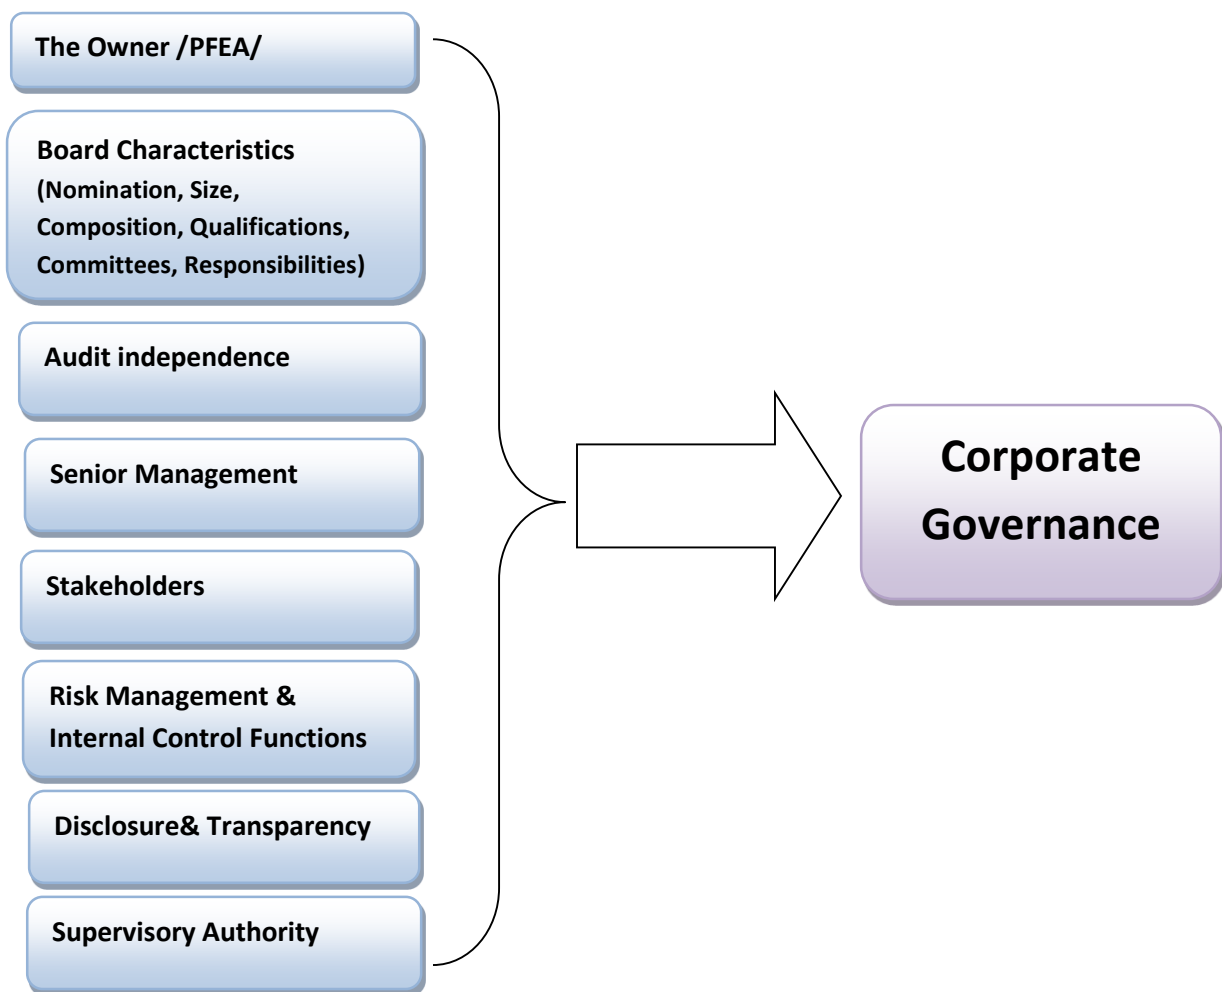 The Owner /PFEA/
Board Characteristics
(Nomination, Size,
Composition, Qualifications,
Committees, Responsibilities)
Audit independence
Senior Management
Stakeholders
Risk Management &
Internal Control Functions
Disclosure& Transparency
Supervisory Authority
Corporate
Governance